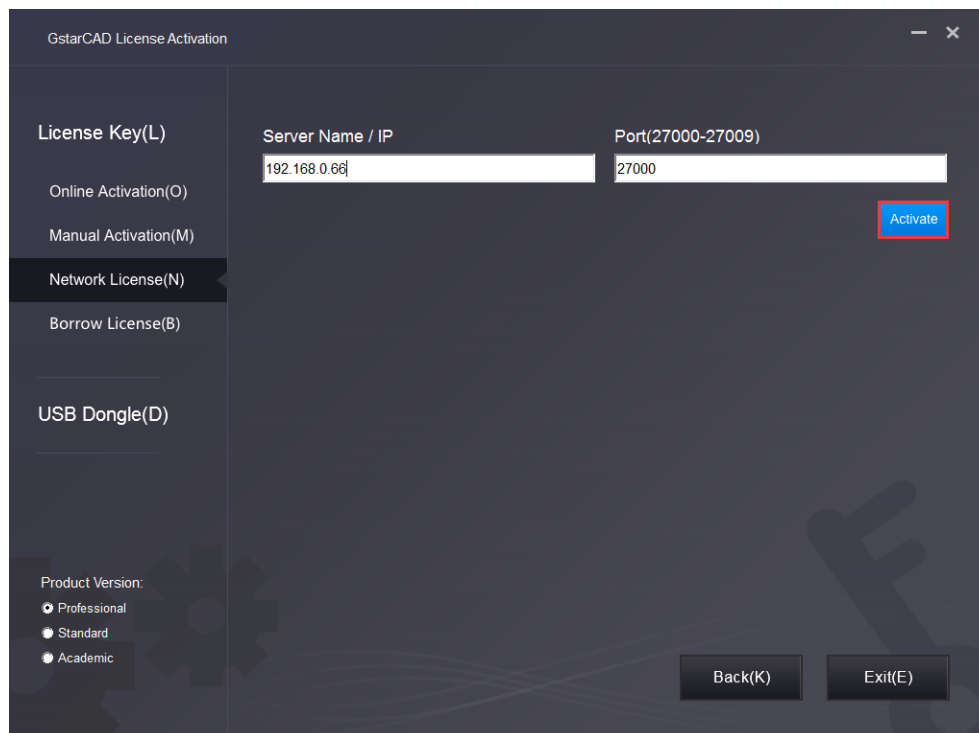 GstarCAD License Activation
License Key(L)
Online Activation(O)
Manual Activation(M)
Network License(N)
Borrow License(B)
USB Dongle(D)
Product Version:
Professional
Standard
Academic
Server Name / IP
192.168.0.66
Port(27000-27009)
27000
Activate
Back(K)
Exit(E)